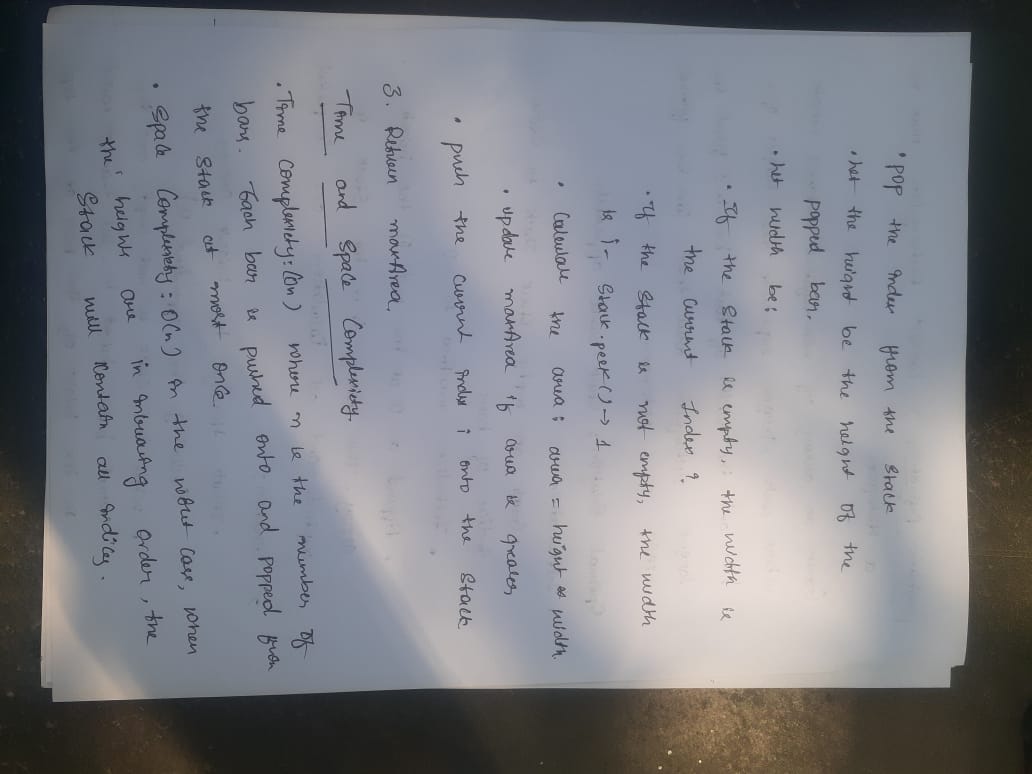 • pop the index from the stack
• Let the height be the height of the
popped bar.
• Let width be:
• If the stack is empty, the width is
the current Index i
• if the stack is not empty, the width
is i - stack.peek() -> 1
• Calculate the area: area = height * width.
• update maxArea if area is greater,
• push the current index i onto the stack
3. Return maxArea.
Time and Space Complexity.
• Time Complexity: (On) where n is the number of
bars. Each bar is pushed onto and popped from
the stack at most once.
• Space Complexity: O(n) in the worst case, when
the height are in increasing order, the
Stack will contain all indices.